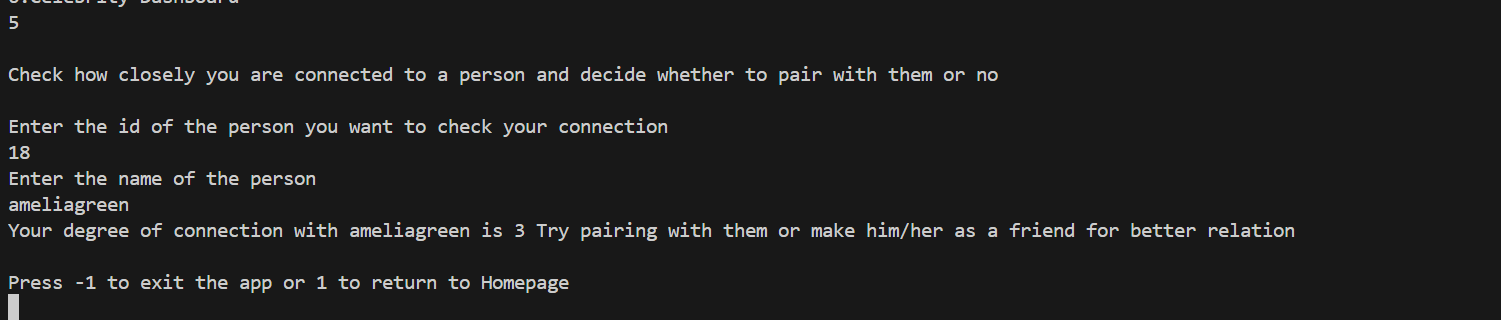 5
Check how closely you are connected to a person and decide whether to pair with them or no
Enter the id of the person you want to check your connection
18
Enter the name of the person
ameliagreen
Your degree of connection with ameliagreen is 3 Try pairing with them or make him/her as a friend for better relation
Press -1 to exit the app or 1 to return to Homepage